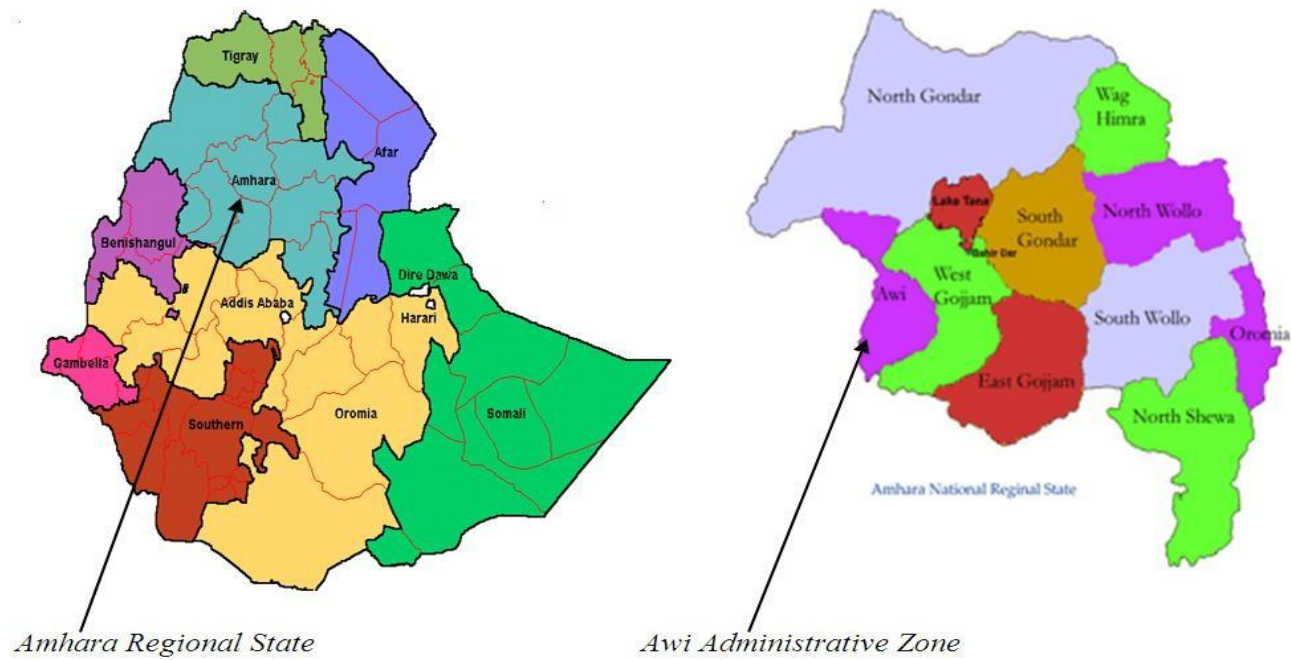 Tigray
Afar
Amhara
Benishangul
Dire Dawa
Addis Ababa
Harari
Gambella
Oromia
Somali
Southern
Amhara Regional State
North Gondar
Wag
Himra
Lake Tana
South
Gondar
North Wollo
Bahir Dar
West
Gojjam
Awi
South Wollo
Oromia
East Gojjam
North Shewa
Amhara National Reginal State
Awi Administrative Zone